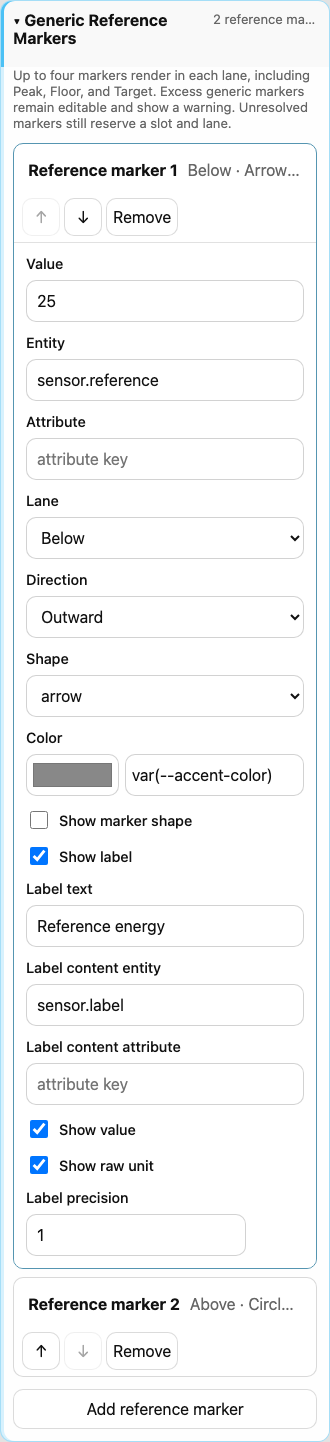 ▾ Generic Reference Markers
2 reference ma...
Up to four markers render in each lane, including
Peak, Floor, and Target. Excess generic markers
remain editable and show a warning. Unresolved
markers still reserve a slot and lane.
Reference marker 1 Below · Arrow...
↑ ↓ Remove
Value
25
Entity
sensor.reference
Attribute
attribute key
Lane
Below
Direction
Outward
Shape
arrow
Color
var(--accent-color)
Show marker shape
Show label
Label text
Reference energy
Label content entity
sensor.label
Label content attribute
attribute key
Show value
Show raw unit
Label precision
1
Reference marker 2 Above · Circl...
↑ ↓ Remove
Add reference marker